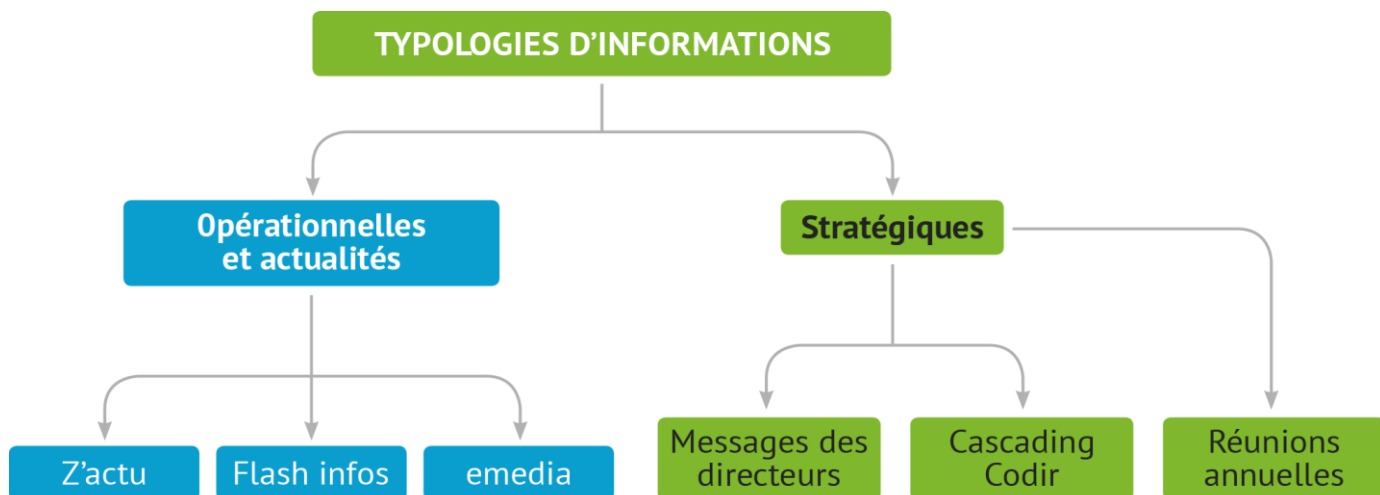 TYPOLOGIES D’INFORMATIONS
Opérationnelles
et actualités
Stratégiques
Z’actu
Flash infos
emedia
Messages des
directeurs
Cascading
Codir
Réunions
annuelles